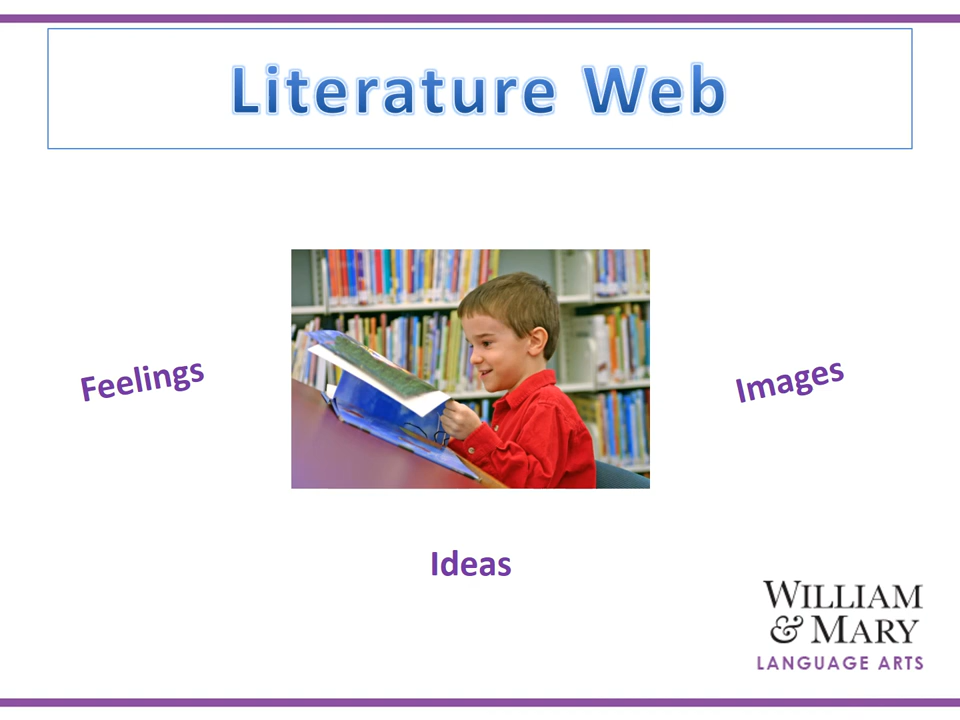 Literature Web
Feelings
Images
Ideas
WILLIAM
& MARY
LANGUAGE ARTS